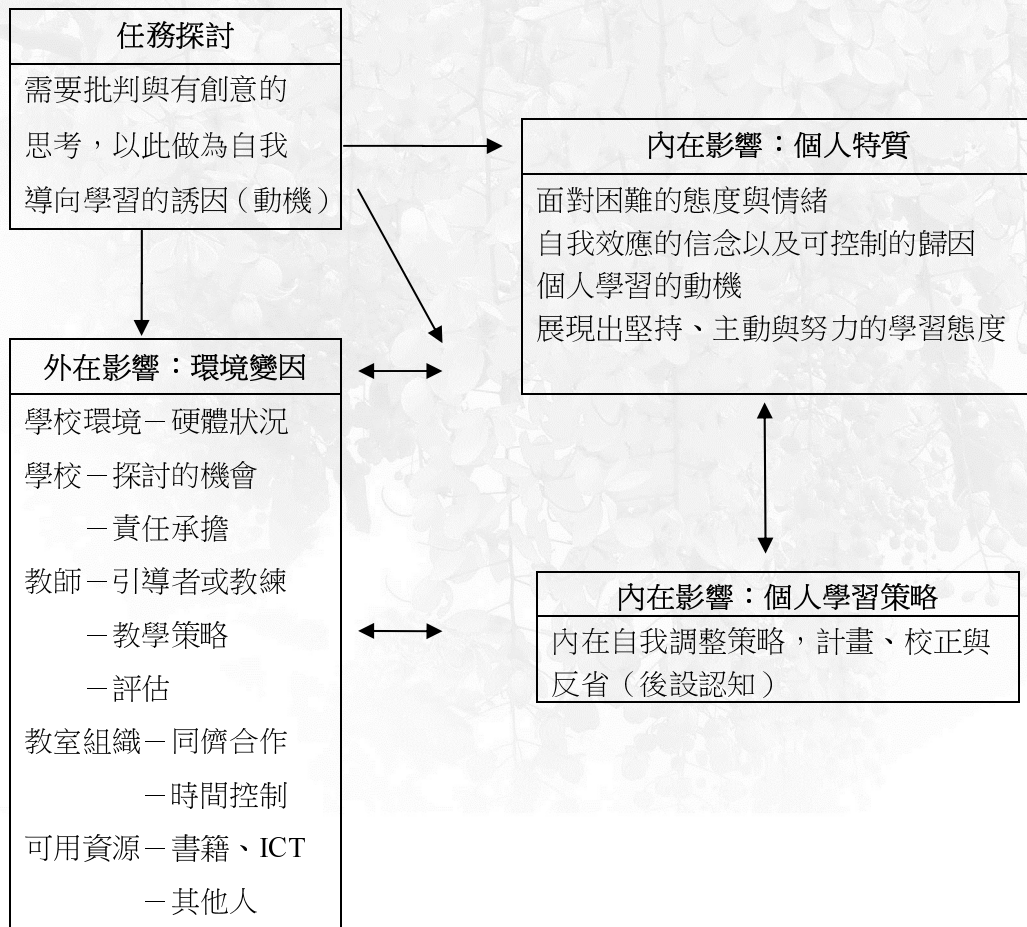 任務探討
需要批判與有創意的
思考，以此做為自我
導向學習的誘因（動機）
內在影響：個人特質
面對困難的態度與情緒
自我效應的信念以及可控制的歸因
個人學習的動機
展現出堅持、主動與努力的學習態度
外在影響：環境變因
學校環境－硬體狀況
學校－探討的機會
－責任承擔
教師－引導者或教練
－教學策略
－評估
教室組織－同儕合作
－時間控制
可用資源－書籍、ICT
－其他人
內在影響：個人學習策略
內在自我調整策略，計畫、校正與
反省（後設認知）